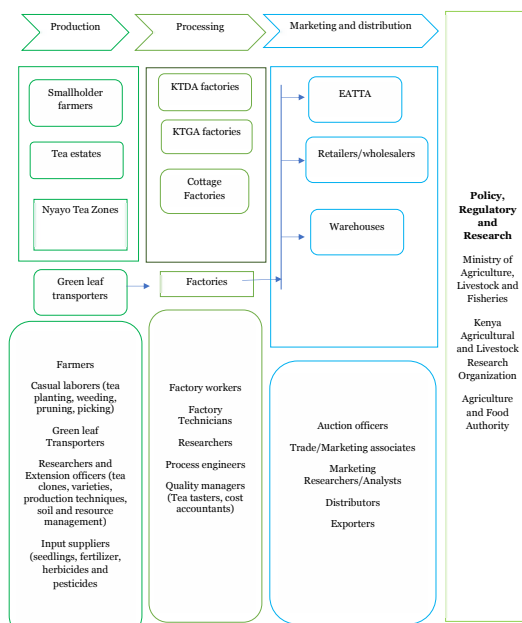 Production
Processing
Marketing and distribution
Smallholder
farmers
Tea estates
Nyayo Tea Zones
Green leaf
transporters
KTDA factories
KTGA factories
Cottage
Factories
Factories
EATTA
Retailers/wholesalers
Warehouses
Farmers
Casual laborers (tea
planting, weeding,
pruning, picking)
Green leaf
Transporters
Researchers and
Extension officers (tea
clones, varieties,
production techniques,
soil and resource
management)
Input suppliers
(seedlings, fertilizer,
herbicides and
pesticides
Factory workers
Factory
Technicians
Researchers
Process engineers
Quality managers
(Tea tasters, cost
accountants)
Auction officers
Trade/Marketing associates
Marketing
Researchers/Analysts
Distributors
Exporters
Policy,
Regulatory
and
Research
Ministry of
Agriculture,
Livestock and
Fisheries
Kenya
Agricultural
and Livestock
Research
Organization
Agriculture
and Food
Authority